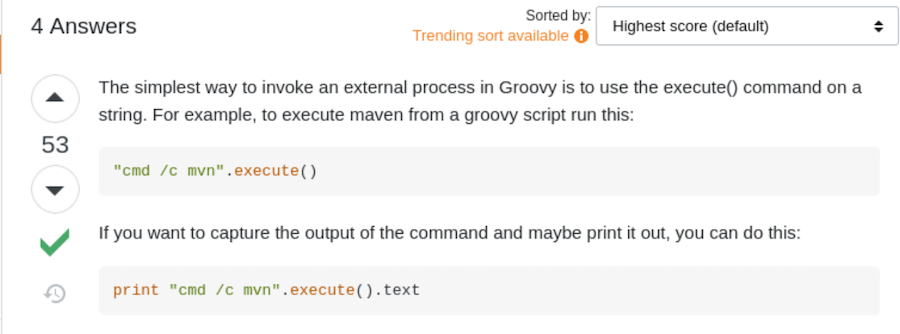 4 Answers
Sorted by:
Trending sort available
Highest score (default)
53
The simplest way to invoke an external process in Groovy is to use the execute() command on a
string. For example, to execute maven from a groovy script run this:
"cmd /c mvn".execute()
If you want to capture the output of the command and maybe print it out, you can do this:
print "cmd /c mvn".execute().text